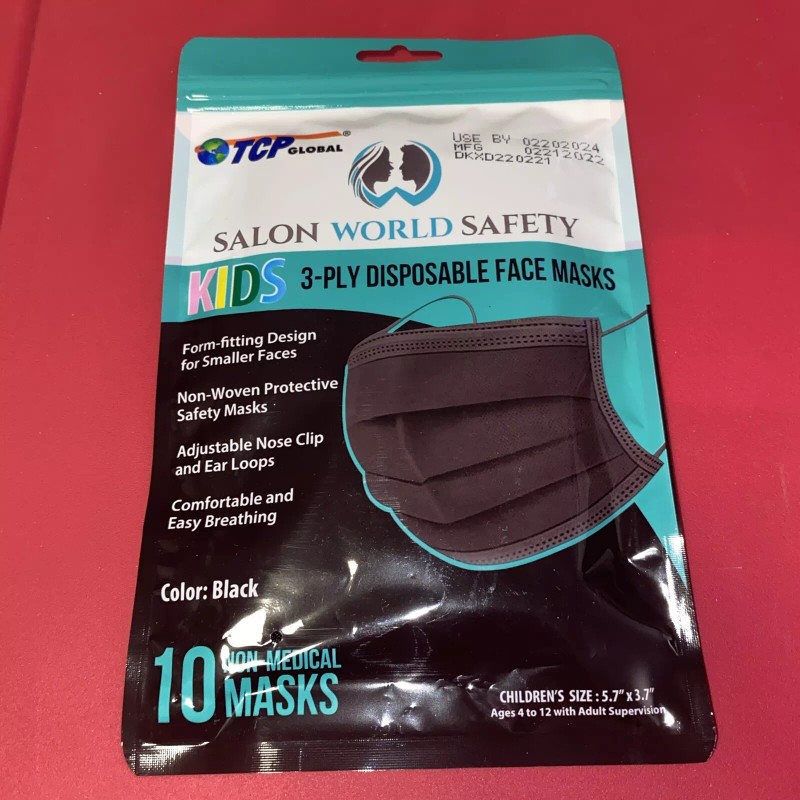 TCP GLOBAL®
USE BY 02202024
MFG 02212022
DKXD220221
SALON WORLD SAFETY
KIDS 3-PLY DISPOSABLE FACE MASKS
Form-fitting Design
for Smaller Faces
Non-Woven Protective
Safety Masks
Adjustable Nose Clip
and Ear Loops
Comfortable and
Easy Breathing
Color: Black
10 NON MEDICAL
MASKS
CHILDREN'S SIZE : 5.7" x 3.7"
Ages 4 to 12 with Adult Supervision